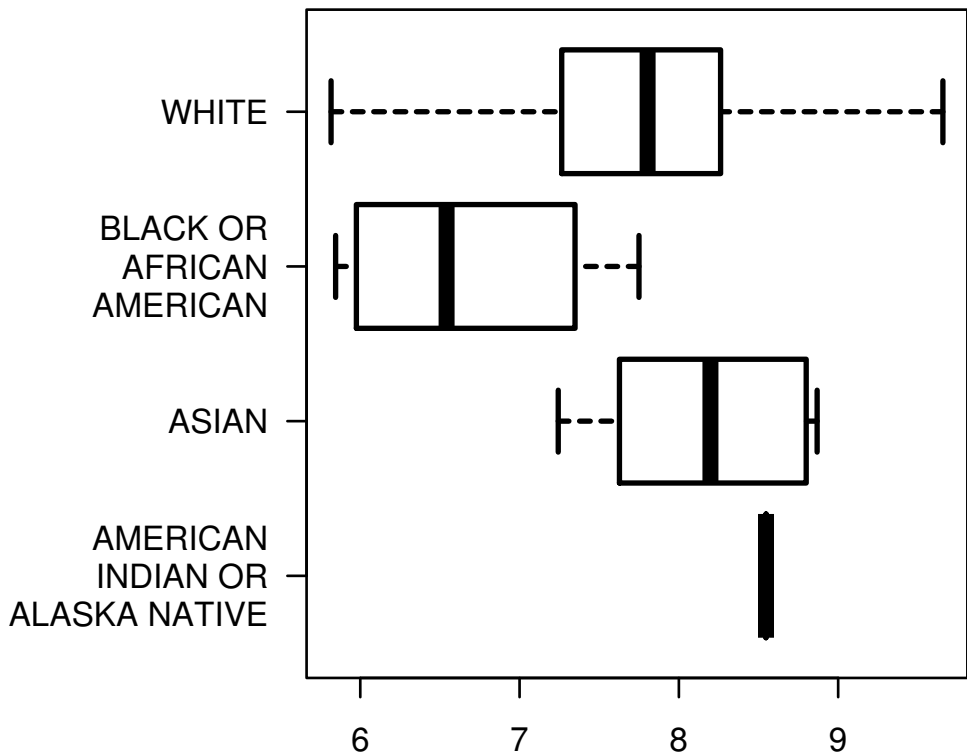 WHITE
BLACK OR
AFRICAN
AMERICAN
ASIAN
AMERICAN
INDIAN OR
ALASKA NATIVE
6 7 8 9